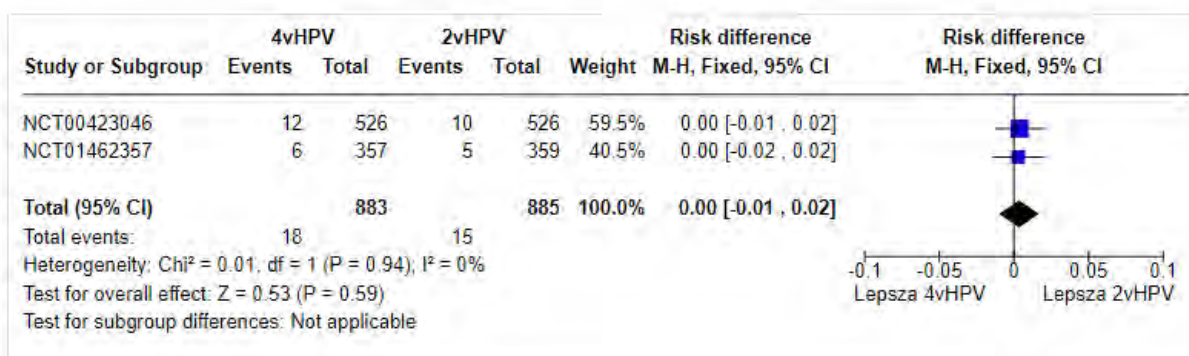 4vHPV 2vHPV Risk difference Risk difference
Study or Subgroup Events Total Events Total Weight M-H, Fixed, 95% CI M-H, Fixed, 95% CI
NCT00423046 12 526 10 526 59.5% 0.00 [-0.01 , 0.02]
NCT01462357 6 357 5 359 40.5% 0.00 [-0.02 , 0.02]
Total (95% CI) 883 885 100.0% 0.00 [-0.01 , 0.02]
Total events: 18 15
Heterogeneity: Chi² = 0.01, df = 1 (P = 0.94); I² = 0%
Test for overall effect: Z = 0.53 (P = 0.59)
Test for subgroup differences: Not applicable
-0.1 -0.05 0 0.05 0.1
Lepsza 4vHPV Lepsza 2vHPV